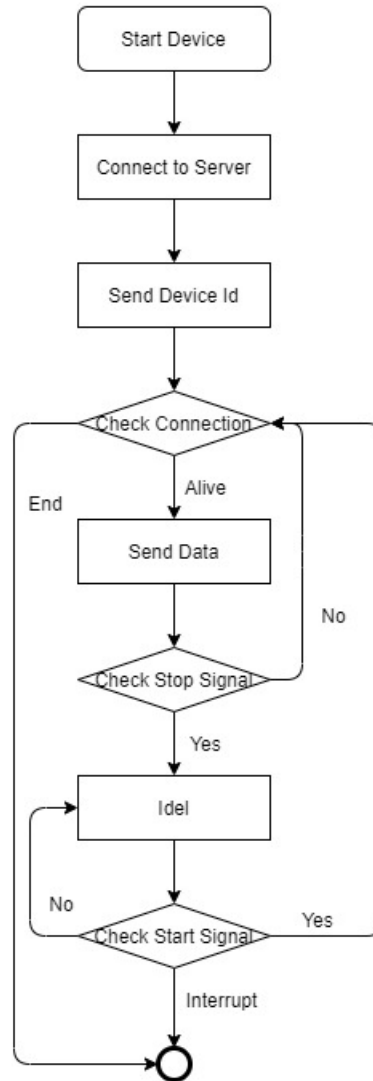 Start Device
Connect to Server
Send Device Id
Check Connection
Alive
End
Send Data
No
Check Stop Signal
Yes
Idel
No
Check Start Signal
Yes
Interrupt